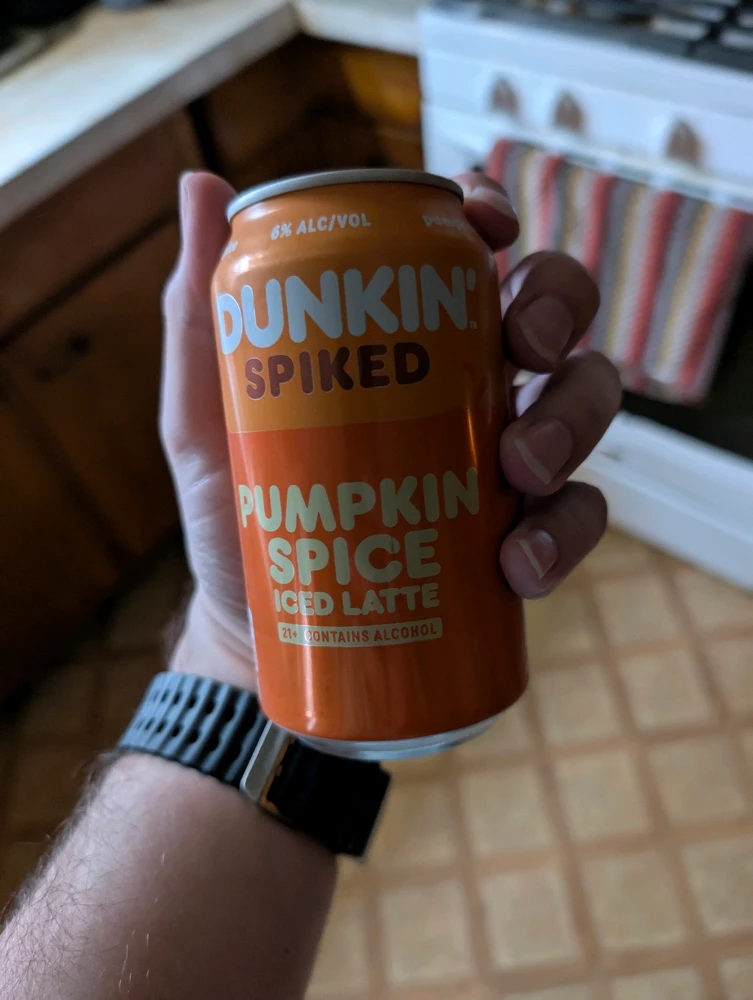 6% ALC/VOL
DUNKIN'
SPIKED
PUMPKIN
SPICE
ICED LATTE
21+ CONTAINS ALCOHOL